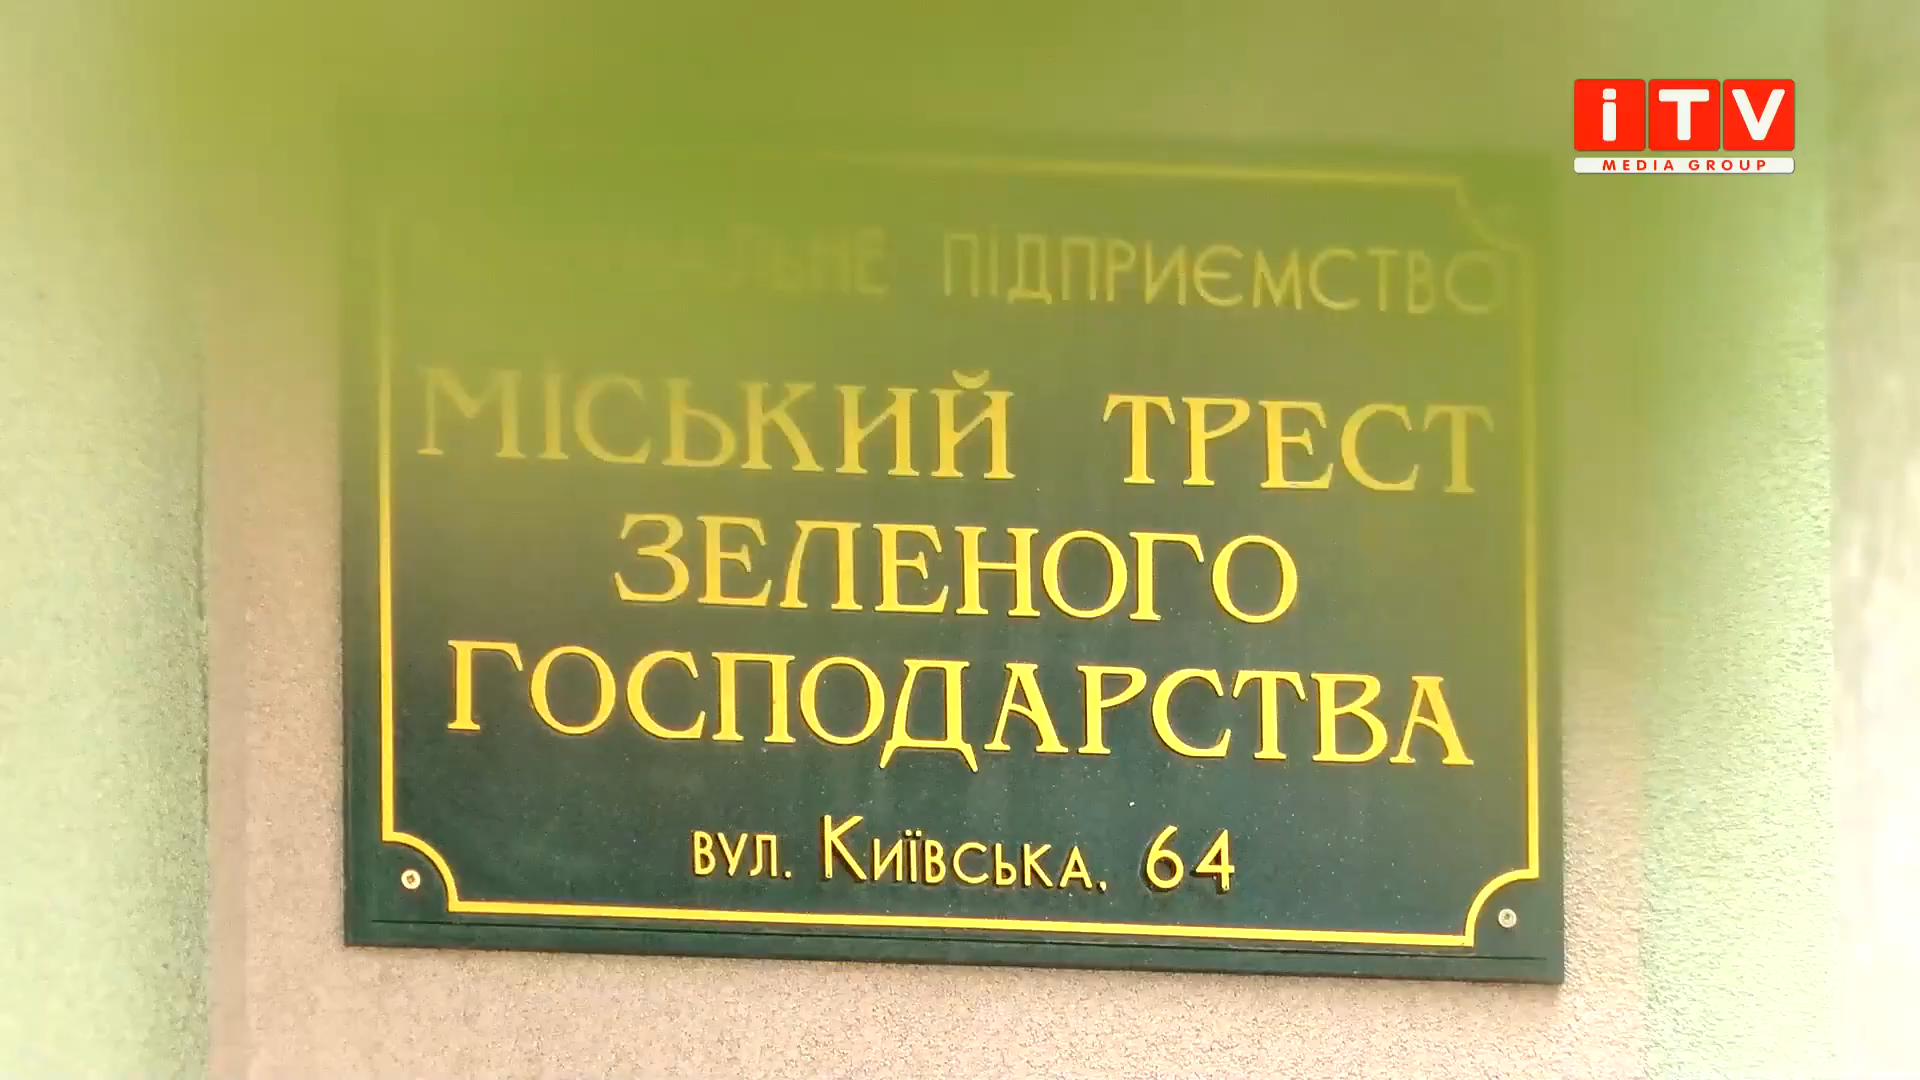 iTV
MEDIA GROUP
ПІДПРИЄМСТВО
МІСЬКИЙ ТРЕСТ
ЗЕЛЕНОГО
ГОСПОДАРСТВА
вул. Київська, 64